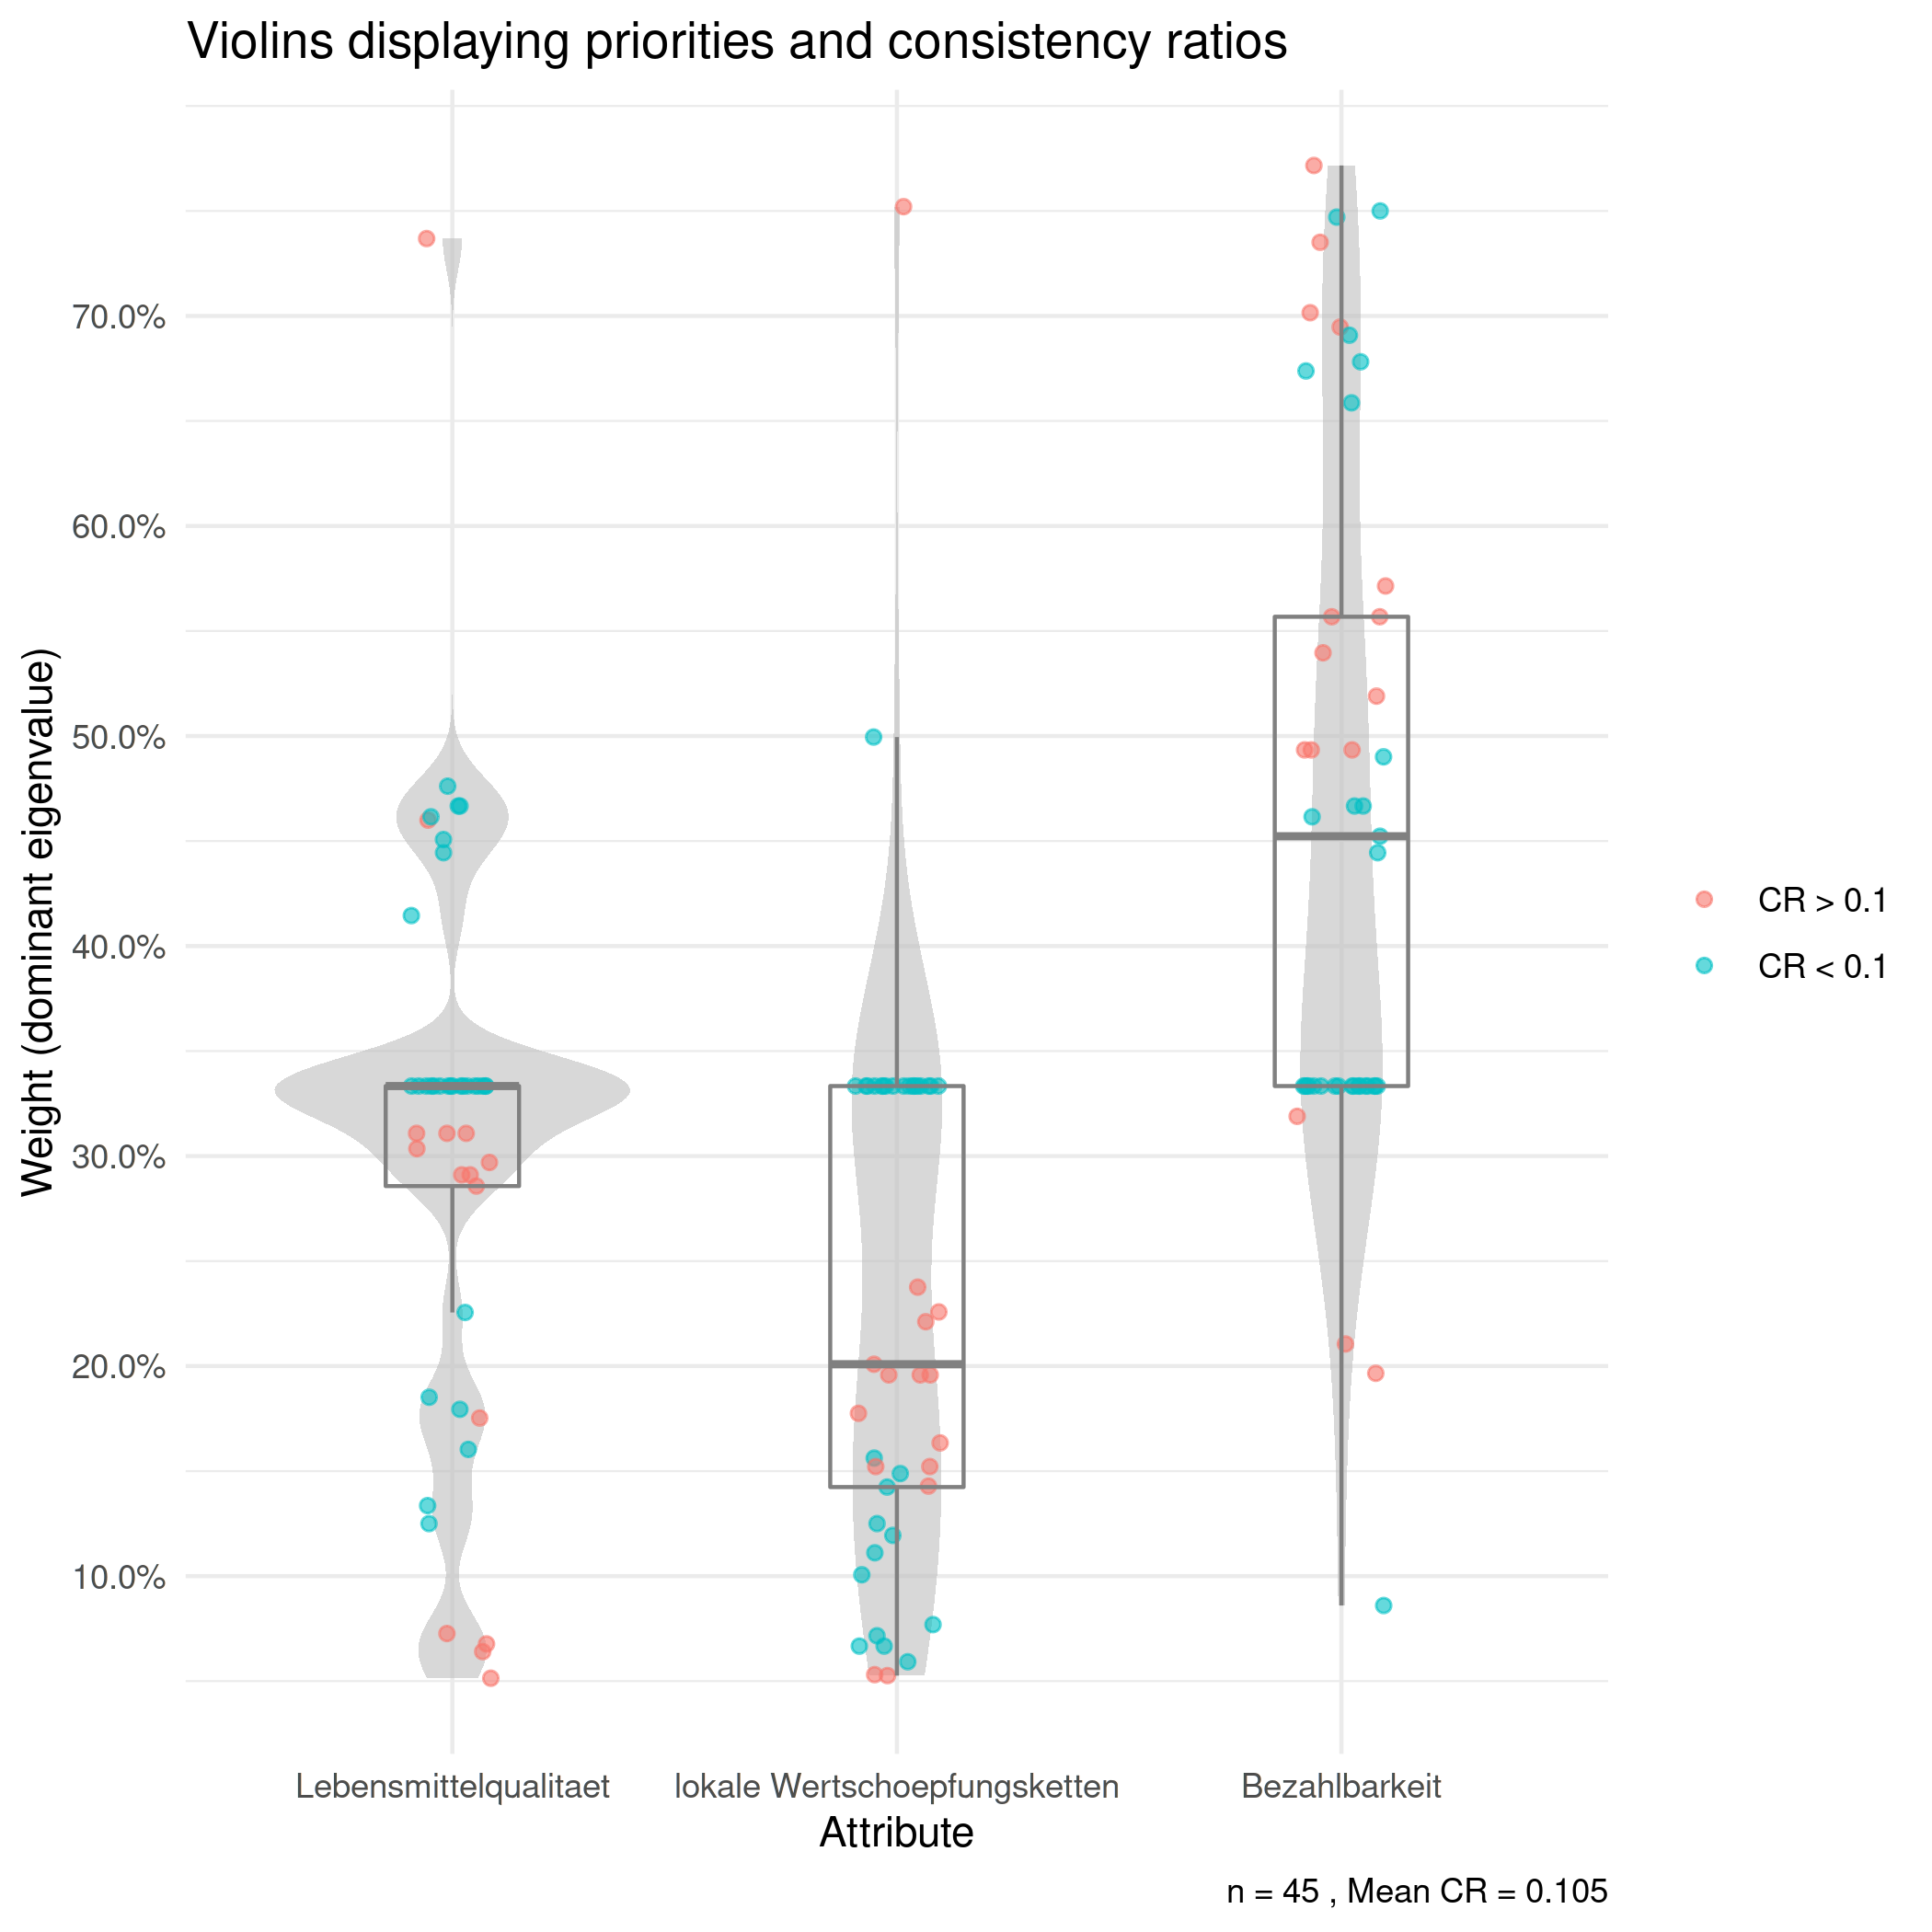 Violins displaying priorities and consistency ratios
Weight (dominant eigenvalue)
70.0%
60.0%
50.0%
40.0%
30.0%
20.0%
10.0%
CR > 0.1
CR < 0.1
Lebensmittelqualitaet
lokale Wertschoepfungsketten
Bezahlbarkeit
Attribute
n = 45 , Mean CR = 0.105